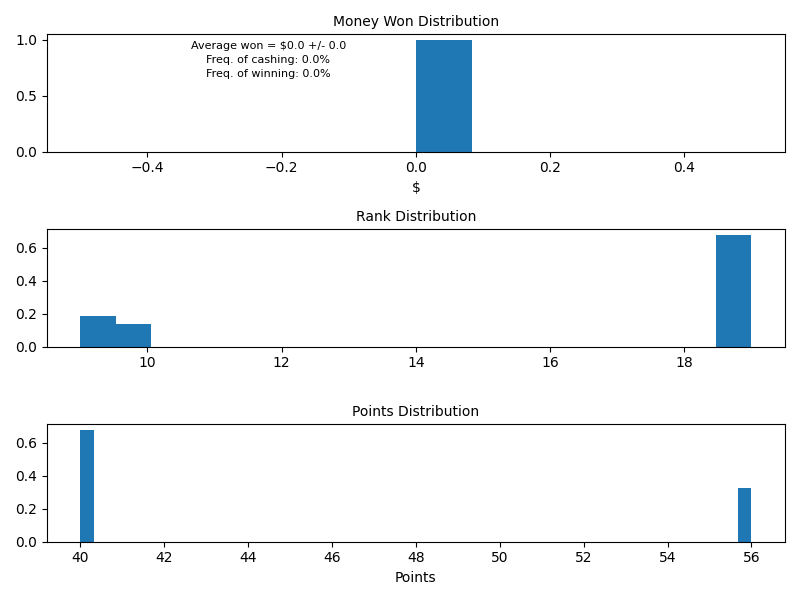 Money Won Distribution
1.0
Average won = $0.0 +/- 0.0
Freq. of cashing: 0.0%
Freq. of winning: 0.0%
0.5
0.0
−0.4 −0.2 0.0 0.2 0.4
$
Rank Distribution
0.6
0.4
0.2
0.0
10 12 14 16 18
Points Distribution
0.6
0.4
0.2
0.0
40 42 44 46 48 50 52 54 56
Points